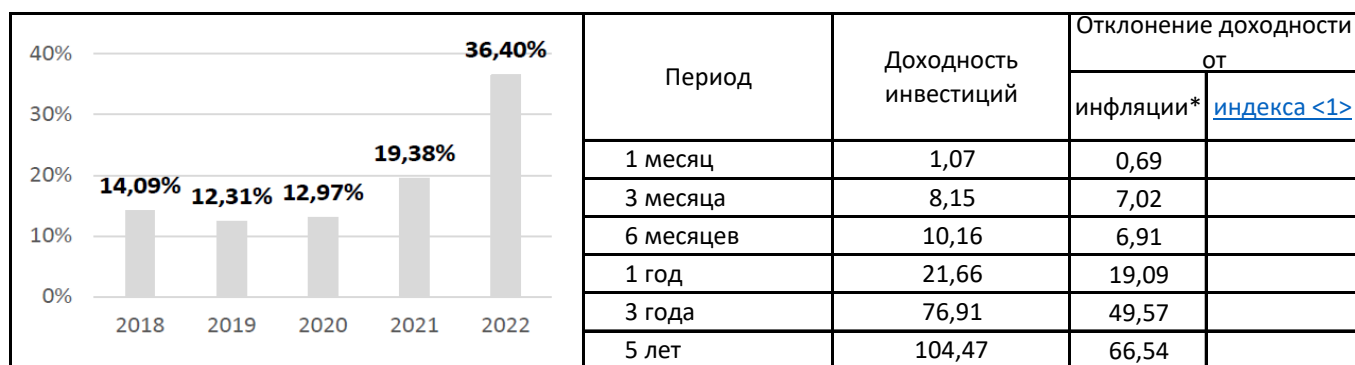 40%
30%
20%
10%
0%
14,09%
12,31%
12,97%
19,38%
36,40%
2018 2019 2020 2021 2022
Период Доходность инвестиций Отклонение доходности от
инфляции* индекса <1>
1 месяц 1,07 0,69
3 месяца 8,15 7,02
6 месяцев 10,16 6,91
1 год 21,66 19,09
3 года 76,91 49,57
5 лет 104,47 66,54